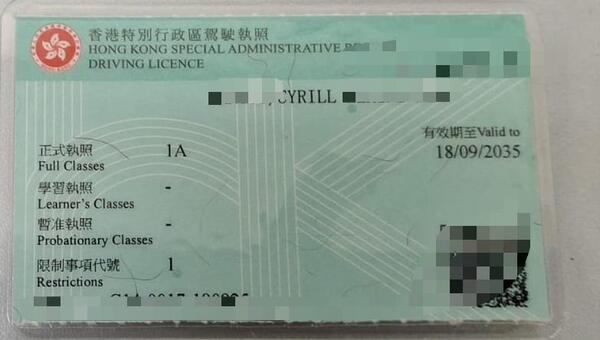 香港特別行政區駕駛執照
HONG KONG SPECIAL ADMINISTRATIVE
DRIVING LICENCE
CYRILL
有效期至Valid to
18/09/2035
正式執照 1A
Full Classes
學習執照 -
Learner's Classes
暫准執照 -
Probationary Classes
限制事項代號 1
Restrictions